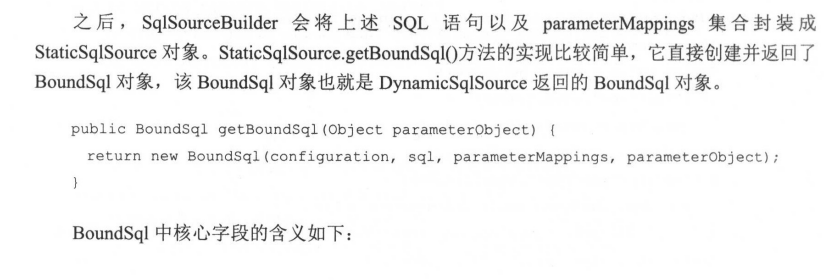 之后，SqlSourceBuilder 会将上述 SQL 语句以及 parameterMappings 集合封装成
StaticSqlSource 对象。StaticSqlSource.getBoundSql()方法的实现比较简单，它直接创建并返回了
BoundSql 对象，该 BoundSql 对象也就是 DynamicSqlSource 返回的 BoundSql 对象。
public BoundSql getBoundSql(Object parameterObject) {
return new BoundSql(configuration, sql, parameterMappings, parameterObject);
}
BoundSql 中核心字段的含义如下：